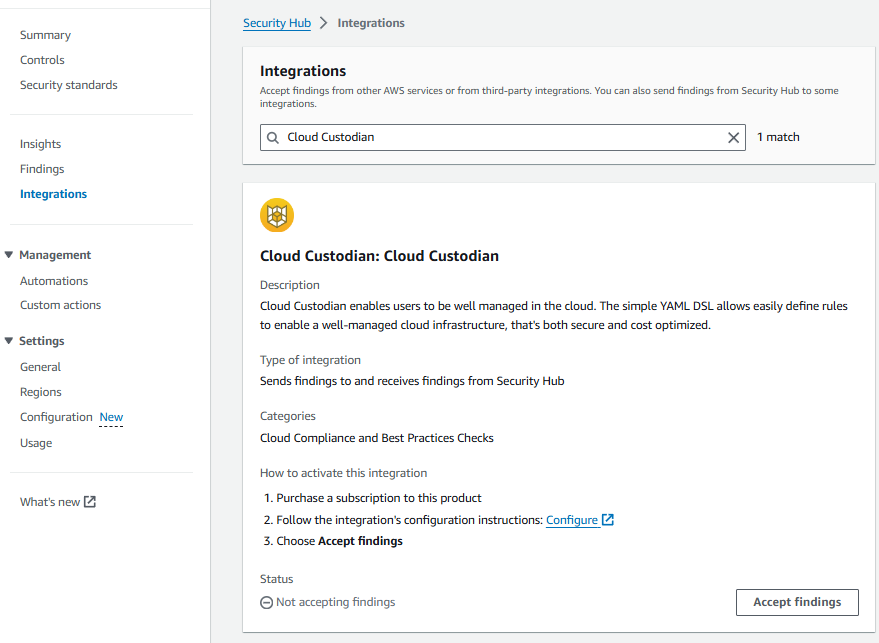 Summary
Controls
Security standards
Insights
Findings
Integrations
Management
Automations
Custom actions
Settings
General
Regions
Configuration New
Usage
What's new
Security Hub > Integrations
Integrations
Accept findings from other AWS services or from third-party integrations. You can also send findings from Security Hub to some
integrations.
Cloud Custodian
1 match
Cloud Custodian: Cloud Custodian
Description
Cloud Custodian enables users to be well managed in the cloud. The simple YAML DSL allows easily define rules
to enable a well-managed cloud infrastructure, that's both secure and cost optimized.
Type of integration
Sends findings to and receives findings from Security Hub
Categories
Cloud Compliance and Best Practices Checks
How to activate this integration
1. Purchase a subscription to this product
2. Follow the integration's configuration instructions: Configure
3. Choose Accept findings
Status
Not accepting findings
Accept findings